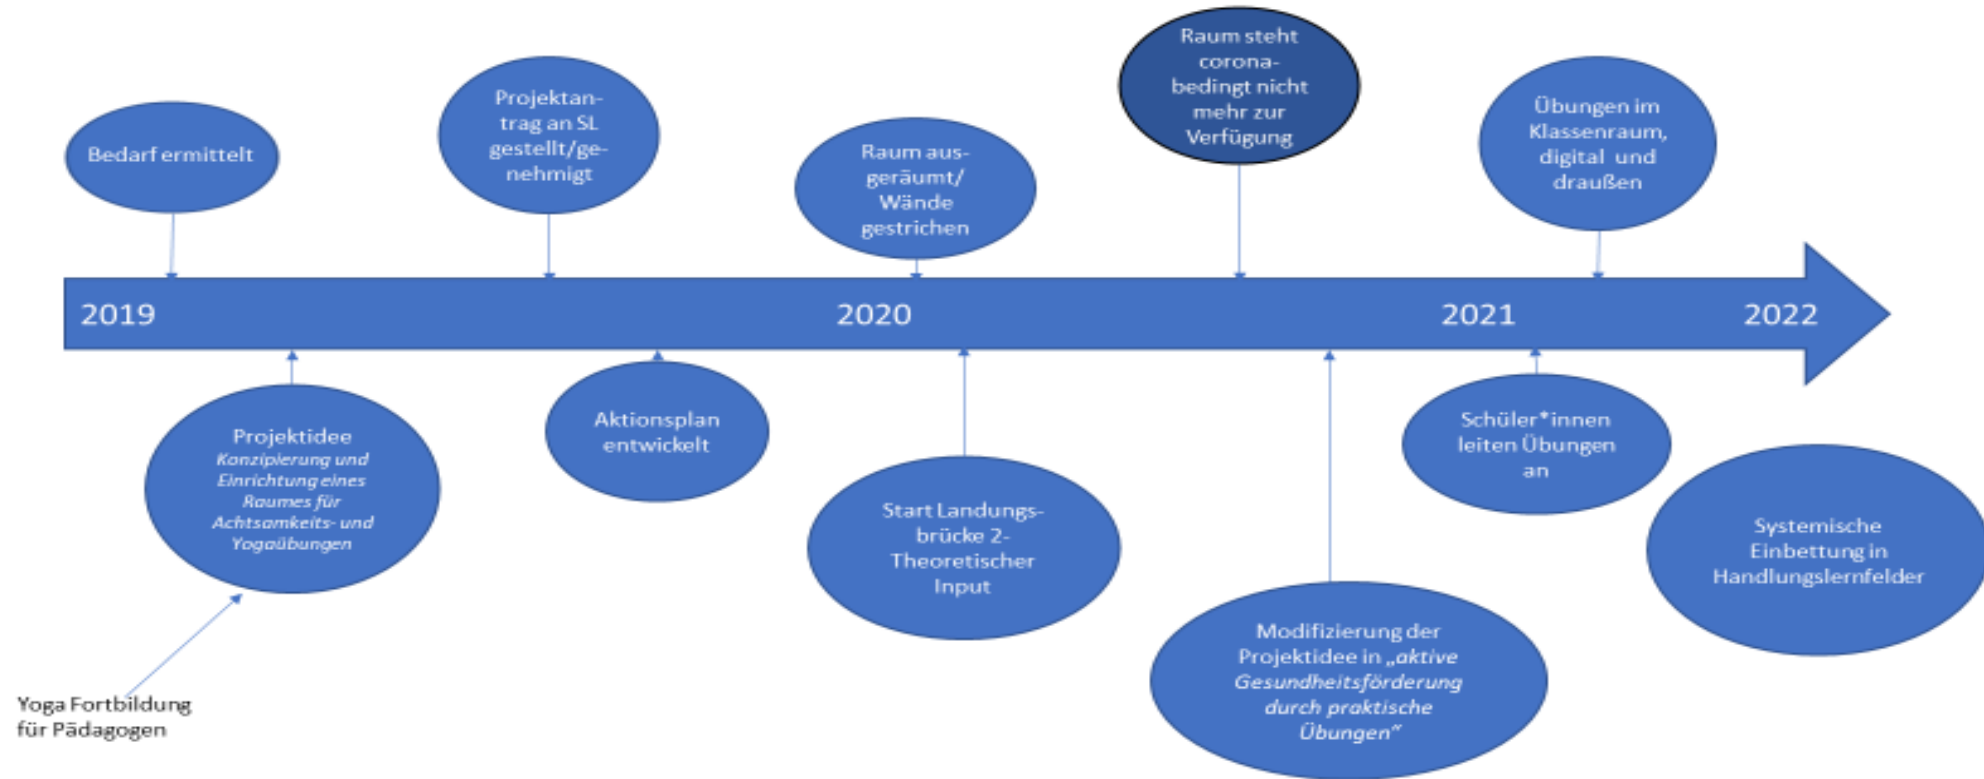 Bedarf ermittelt
Projektan-
trag an SL
gestellt/ge-
nehmigt
Raum aus-
geräumt/
Wände
gestrichen
Raum steht
corona-
bedingt nicht
mehr zur
Verfügung
Übungen im
Klassenraum,
digital und
draußen
2019
2020
2021
2022
Projektidee
Konzipierung und
Einrichtung eines
Raumes für
Achtsamkeits- und
Yogaübungen
Aktionsplan
entwickelt
Start Landungs-
brücke 2-
Theoretischer
Input
Modifizierung der
Projektidee in „aktive
Gesundheitsförderung
durch praktische
Übungen“
Schüler*innen
leiten Übungen
an
Systemische
Einbettung in
Handlungslernfelder
Yoga Fortbildung
für Pädagogen